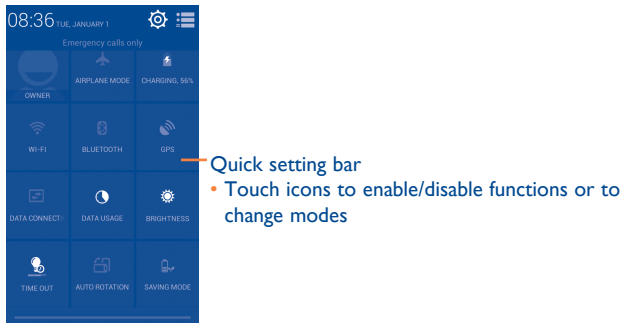 08:36 TUE, JANUARY 1
Emergency calls only
OWNER
AIRPLANE MODE
CHARGING, 56%
WI-FI
BLUETOOTH
GPS
DATA CONNECTI
DATA USAGE
BRIGHTNESS
TIME OUT
AUTO ROTATION
SAVING MODE
Quick setting bar
• Touch icons to enable/disable functions or to
change modes